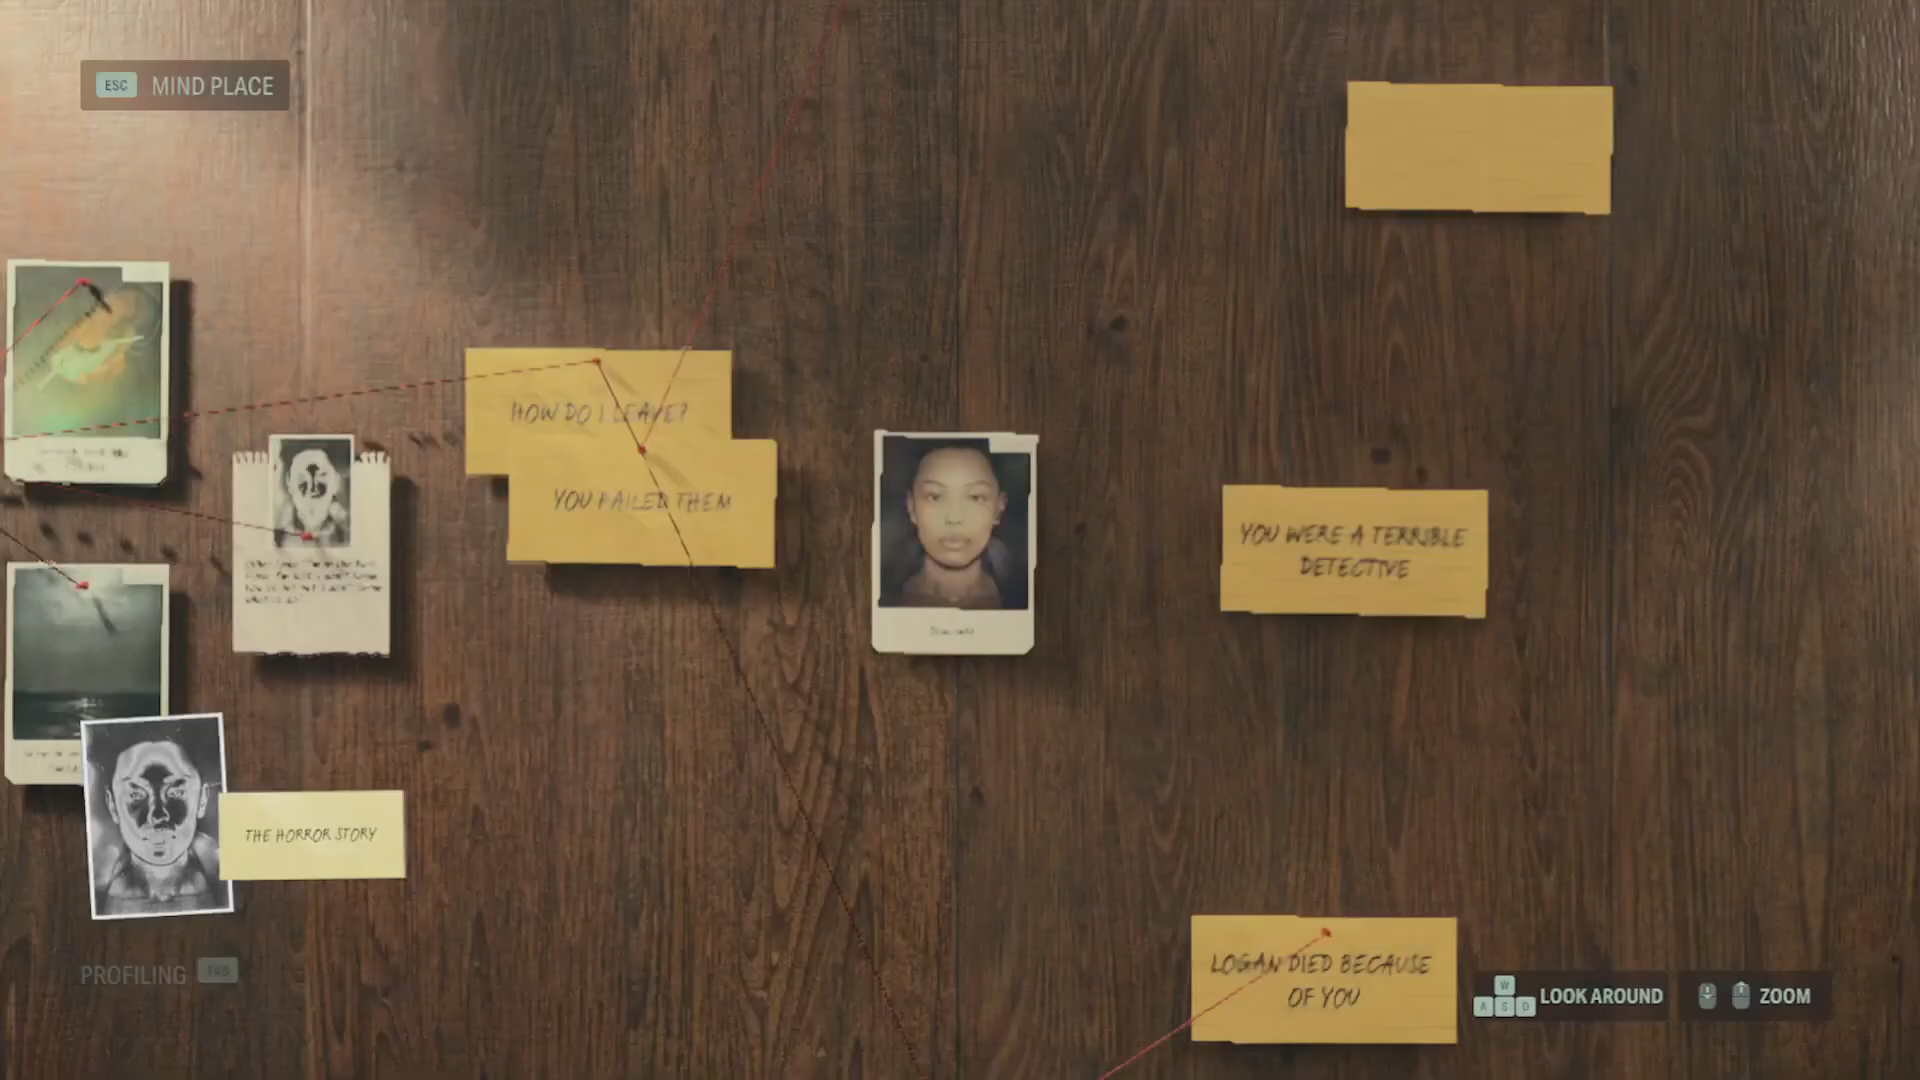 ESC MIND PLACE
HOW DO I LEAVE?
YOU FAILED THEM
YOU WERE A TERRIBLE
DETECTIVE
THE HORROR STORY
LOGAN DIED BECAUSE
OF YOU
PROFILING TAB
W
A S D
LOOK AROUND
ZOOM